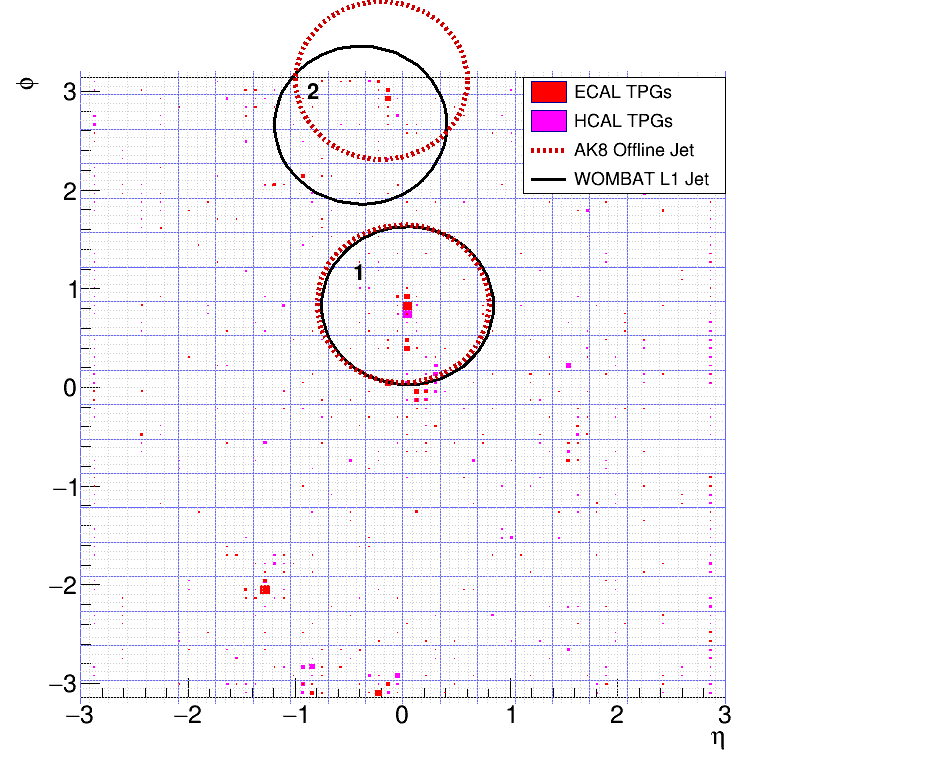 ϕ
3
2
1
0
−1
−2
−3
2
1
ECAL TPGs
HCAL TPGs
AK8 Offline Jet
WOMBAT L1 Jet
−3 −2 −1 0 1 2 3
η